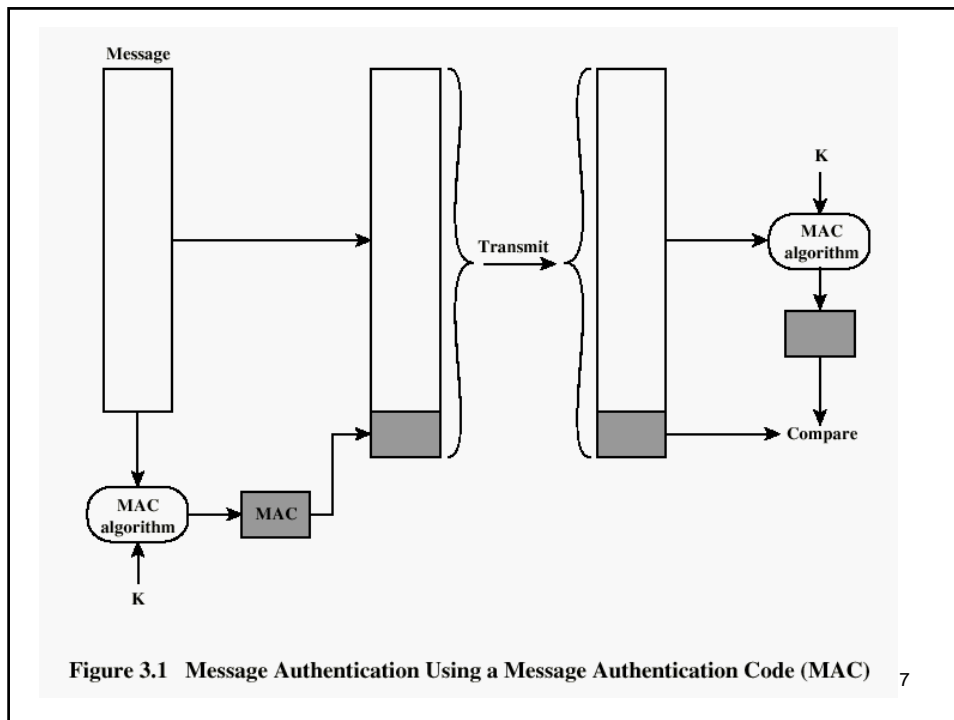 Message
K
MAC
algorithm
Transmit
Compare
MAC
algorithm
MAC
K
Figure 3.1 Message Authentication Using a Message Authentication Code (MAC)
7